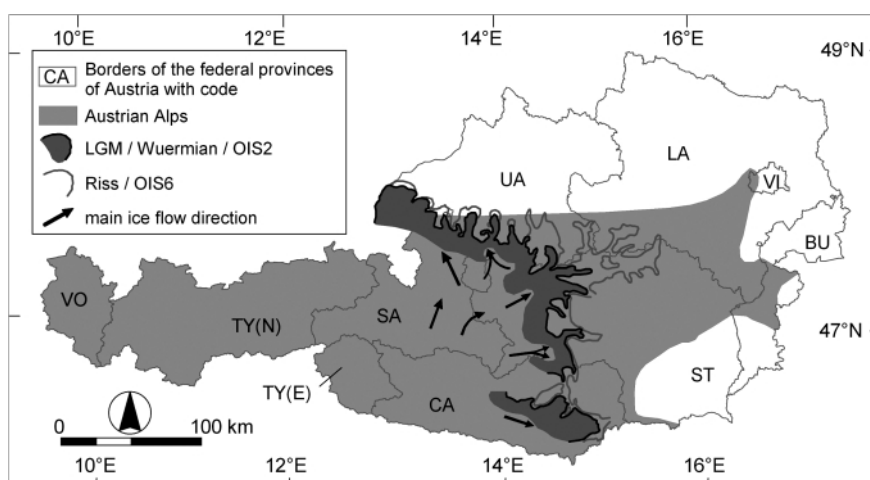 10°E 12°E 14°E 16°E
49°N
CA Borders of the federal provinces
of Austria with code
Austrian Alps
LGM / Wuermian / OIS2
Riss / OIS6
main ice flow direction
LA
UA
VI
BU
VO
TY(N)
SA
47°N
ST
TY(E)
CA
0 100 km
10°E 12°E 14°E 16°E